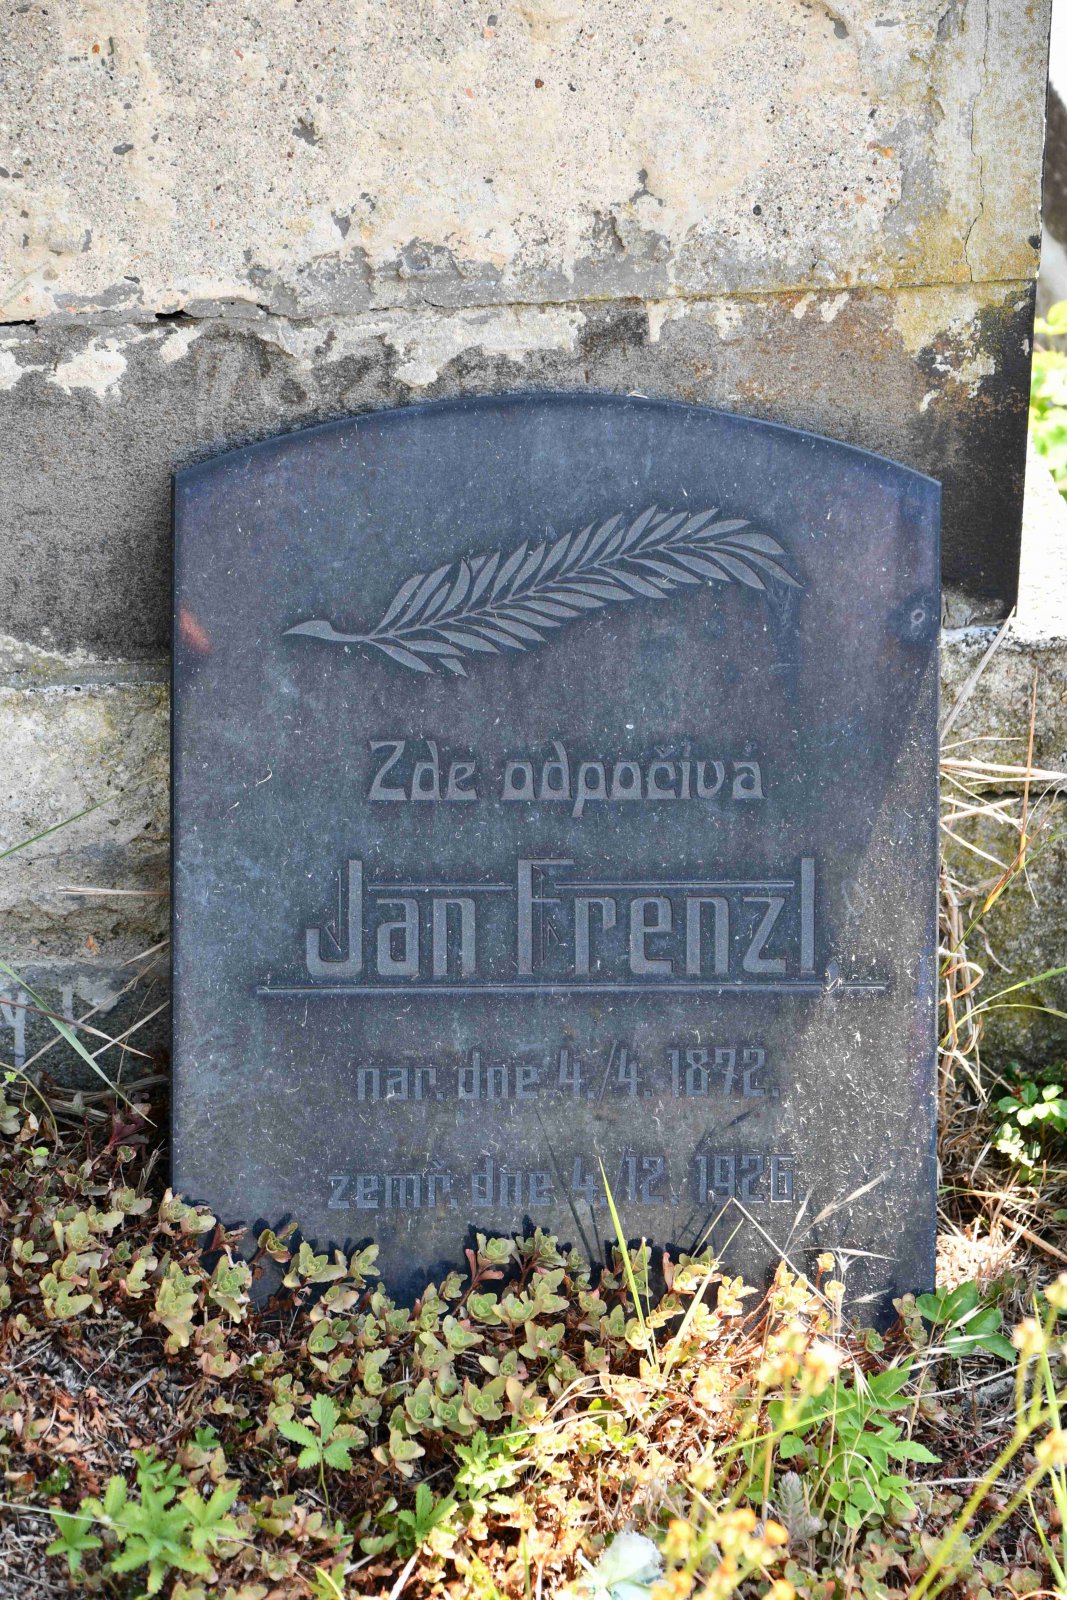 Zde odpočívá
Jan Frenzl,
nar. dne 4./4. 1872.
zemř. dne 4./12. 1926